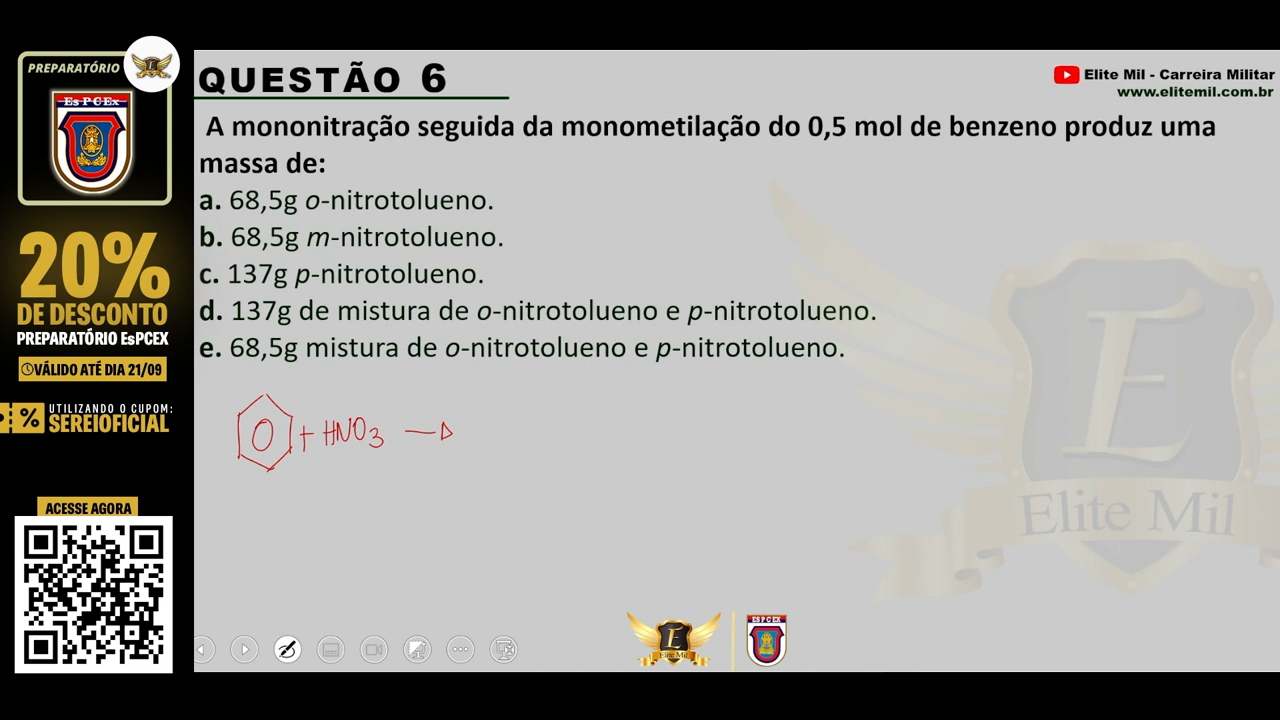 PREPARATÓRIO
EsPCEx
20%
DE DESCONTO
PREPARATÓRIO EsPCEX
VÁLIDO ATÉ DIA 21/09
% UTILIZANDO O CUPOM:
SEREIOFICIAL
ACESSE AGORA
QUESTÃO 6
Elite Mil - Carreira Militar
www.elitemil.com.br
A mononitração seguida da monometilação do 0,5 mol de benzeno produz uma
massa de:
a. 68,5g o-nitrotolueno.
b. 68,5g m-nitrotolueno.
c. 137g p-nitrotolueno.
d. 137g de mistura de o-nitrotolueno e p-nitrotolueno.
e. 68,5g mistura de o-nitrotolueno e p-nitrotolueno.
+ HNO3 →
E
Elite Mil
E
Elite Mil
ESPCEX